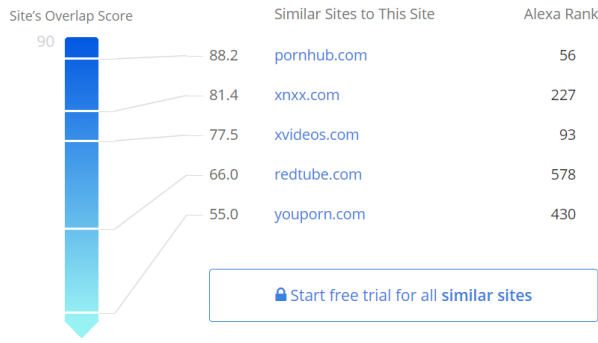 Site's Overlap Score Similar Sites to This Site Alexa Rank
90
88.2 pornhub.com 56
81.4 xnxx.com 227
77.5 xvideos.com 93
66.0 redtube.com 578
55.0 youporn.com 430
Start free trial for all similar sites